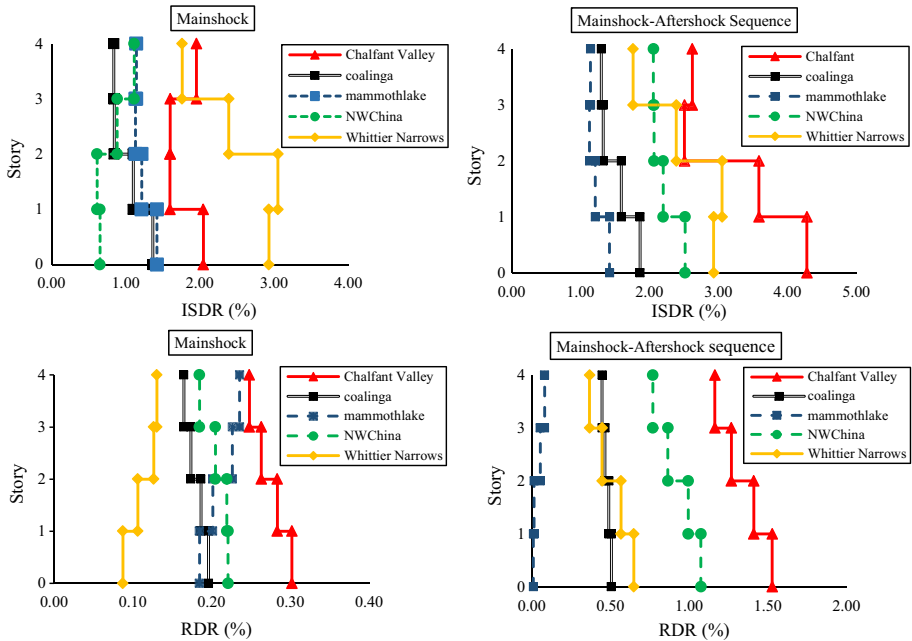 Mainshock
4
3
2
1
0
Story
0.00 1.00 2.00 3.00 4.00
ISDR (%)
Chalfant Valley
coalinga
mammothlake
NWChina
Whittier Narrows
Mainshock-Aftershock Sequence
4
3
2
1
0
Story
0.00 1.00 2.00 3.00 4.00 5.00
ISDR (%)
Chalfant
coalinga
mammothlake
NWChina
Whittier Narrows
Mainshock
4
3
2
1
0
Story
0.00 0.10 0.20 0.30 0.40
RDR (%)
Chalfant Valley
coalinga
mammothlake
NWChina
Whittier Narrows
Mainshock-Aftershock sequence
4
3
2
1
0
Story
0.00 0.50 1.00 1.50 2.00
RDR (%)
Chalfant Valley
coalinga
mammothlake
NWChina
Whittier Narrows